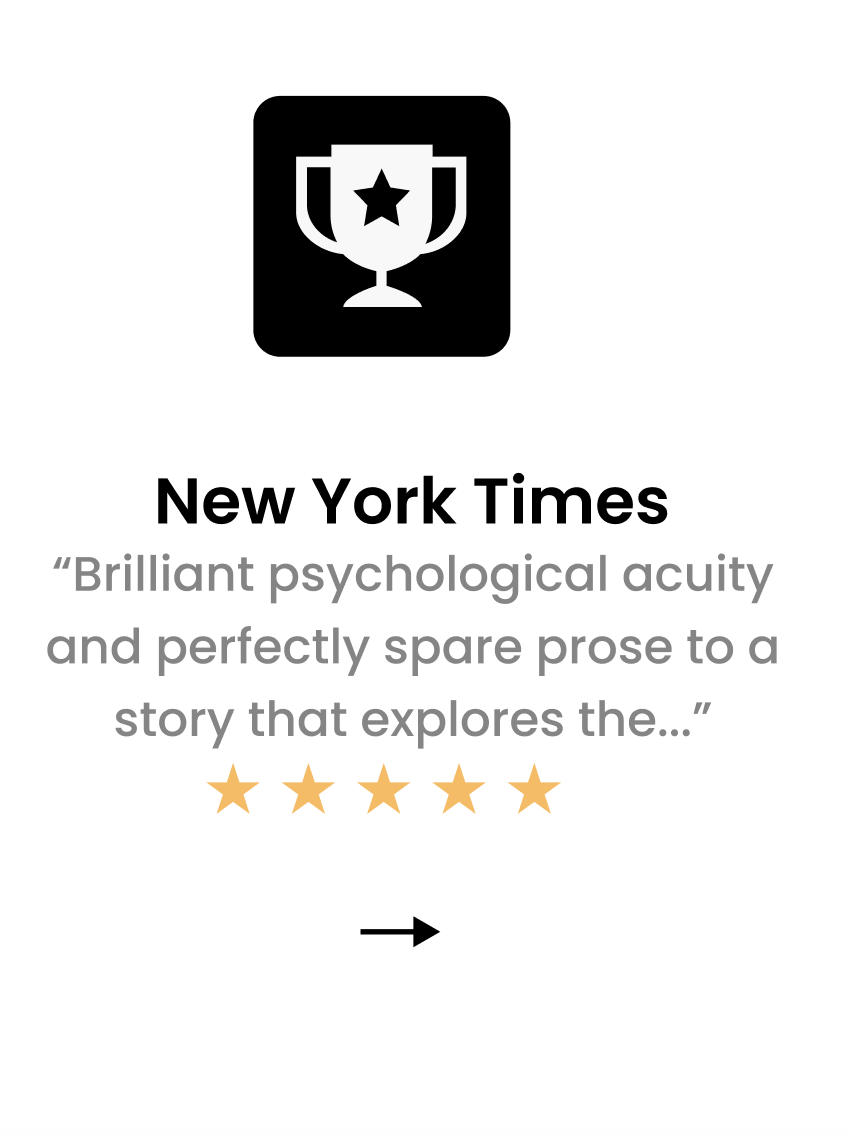 New York Times
“Brilliant psychological acuity
and perfectly spare prose to a
story that explores the...”